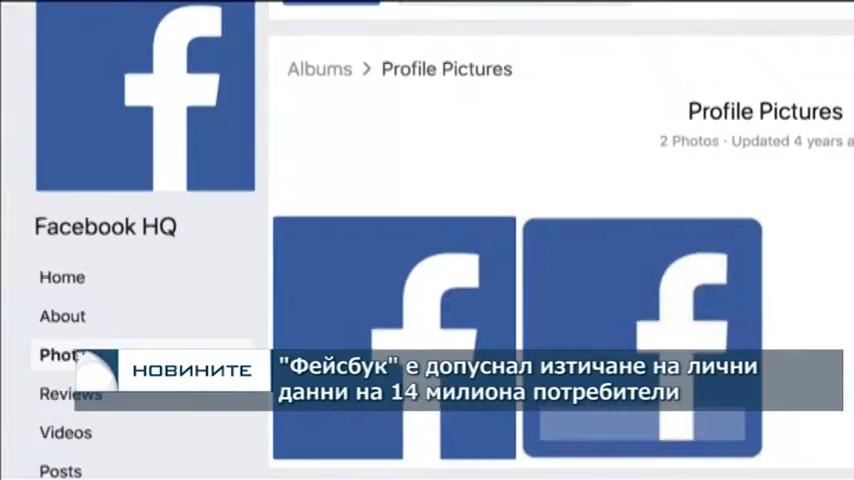 Albums > Profile Pictures
Profile Pictures
2 Photos · Updated 4 years a
Facebook HQ
Home
About
Phot
Reviews
Videos
Posts
НОВИНИТЕ
"Фейсбук" е допуснал изтичане на лични
данни на 14 милиона потребители